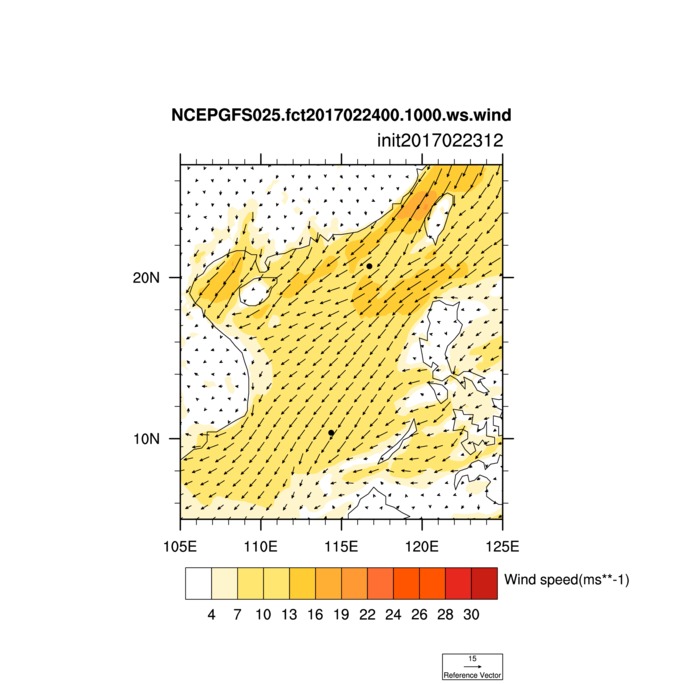 NCEPGFS025.fct2017022400.1000.ws.wind
init2017022312
20N
10N
105E 110E 115E 120E 125E
Wind speed(ms**-1)
4 7 10 13 16 19 22 24 26 28 30
15
Reference Vector